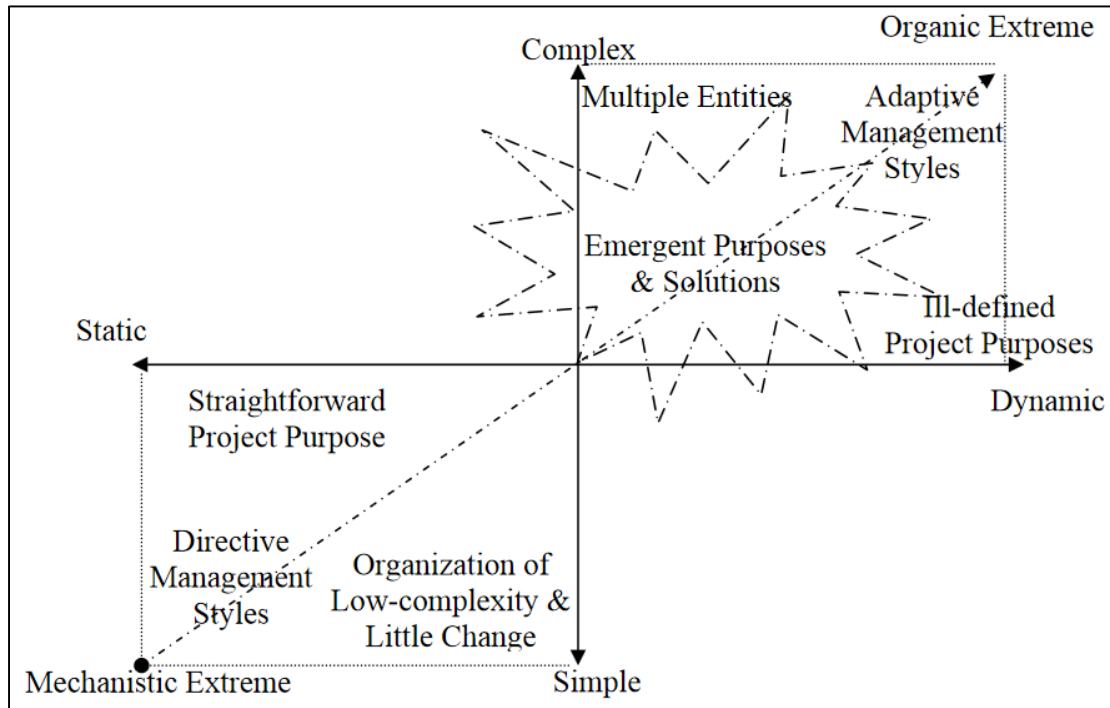 Organic Extreme
Complex
Multiple Entities
Adaptive
Management
Styles
Emergent Purposes
& Solutions
Ill-defined
Project Purposes
Static
Dynamic
Straightforward
Project Purpose
Directive
Management
Styles
Organization of
Low-complexity &
Little Change
Mechanistic Extreme
Simple